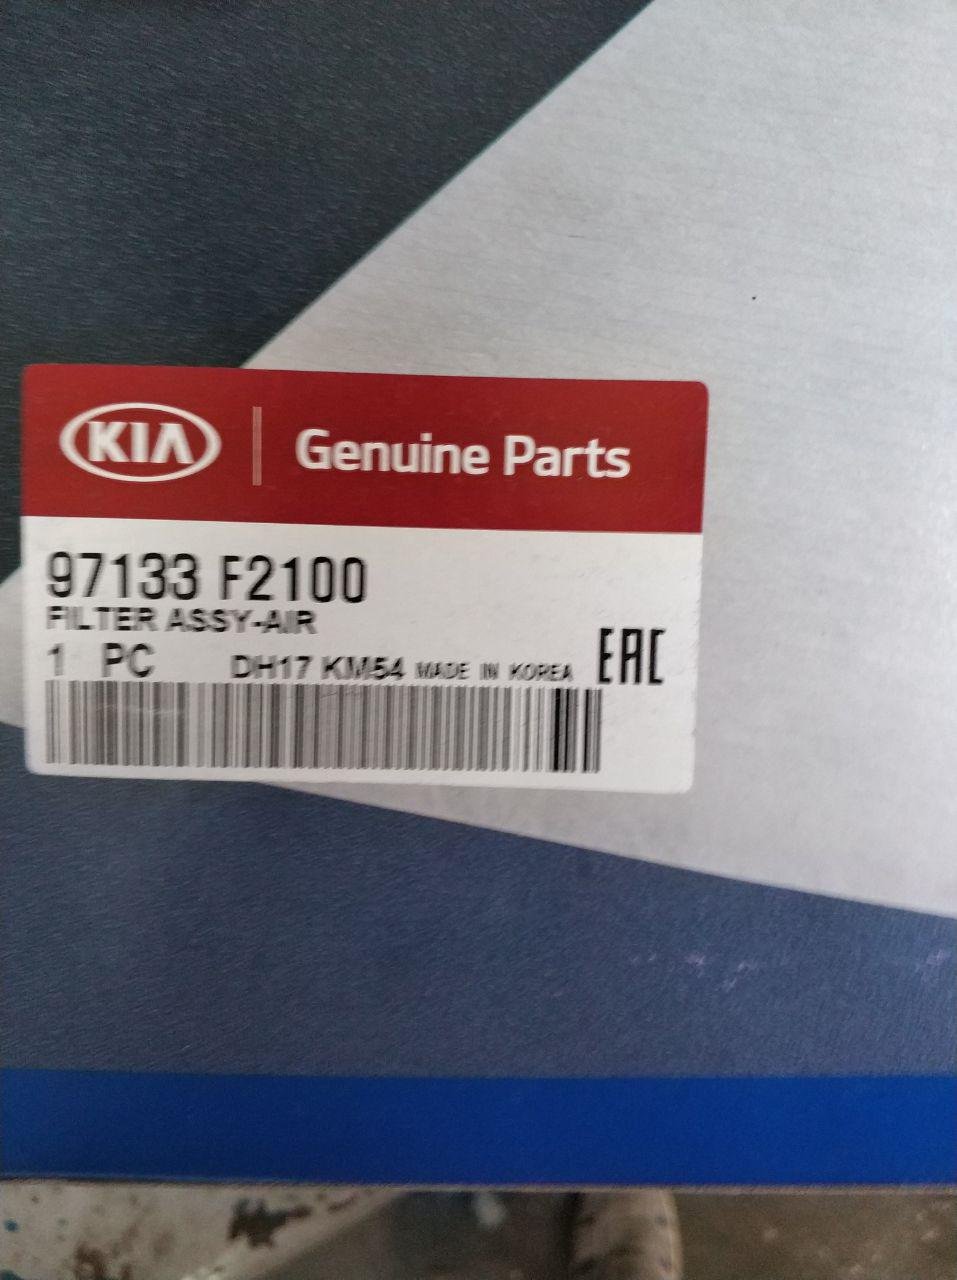 KIA Genuine Parts
97133 F2100
FILTER ASSY-AIR
1 PC DH17 KM54 MADE IN KOREA EAC